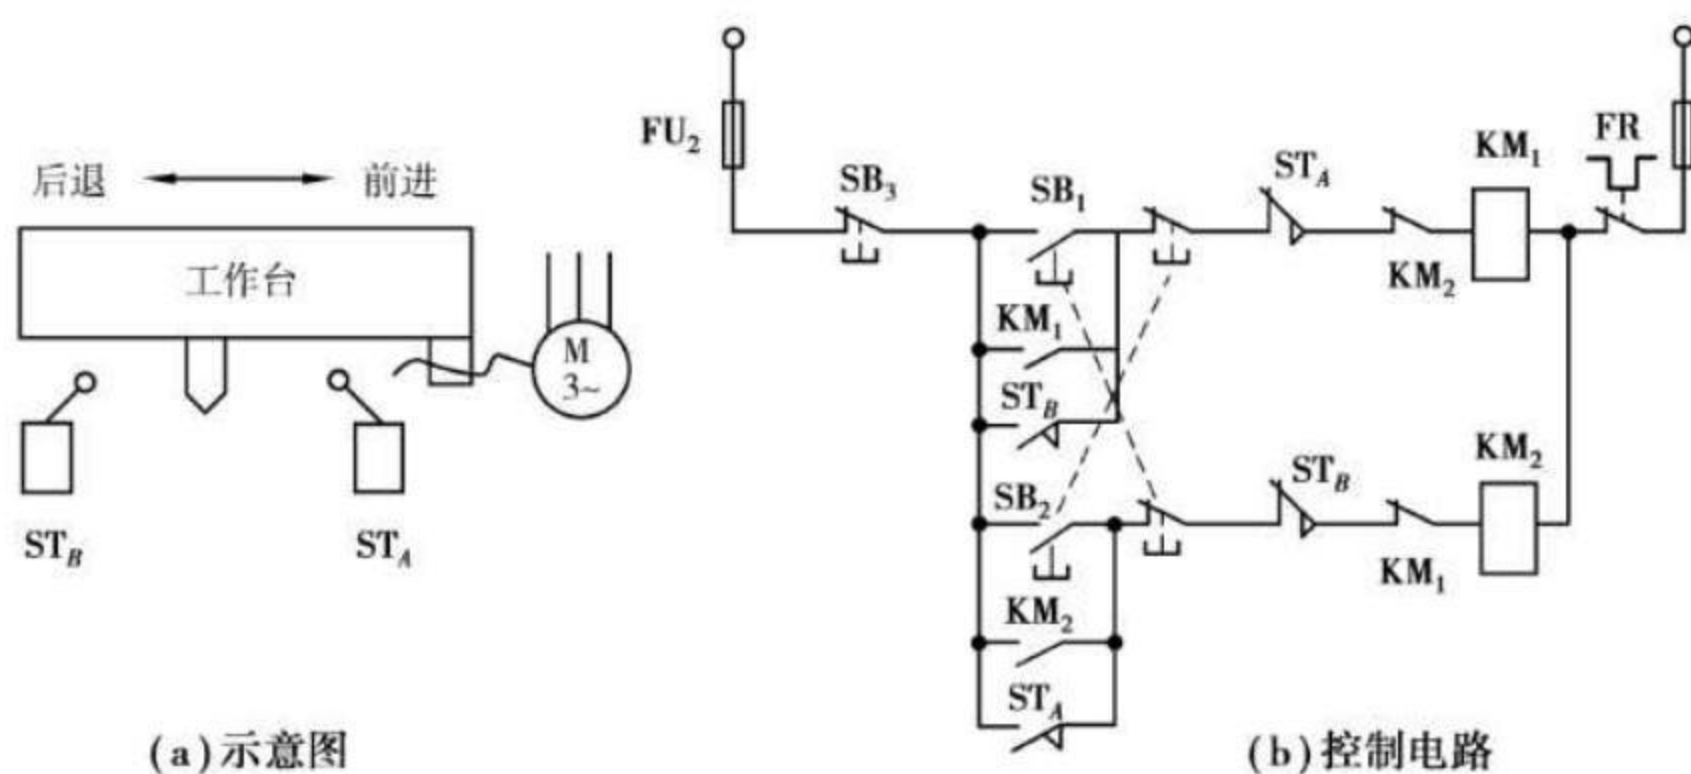 后退
前进
工作台
M
3~
ST_B
ST_A
(a)示意图
FU₂
SB₃
SB₁
ST_A
KM₁
FR
KM₂
KM₁
ST_B
SB₂
ST_B
KM₂
KM₁
KM₂
ST_A
(b)控制电路